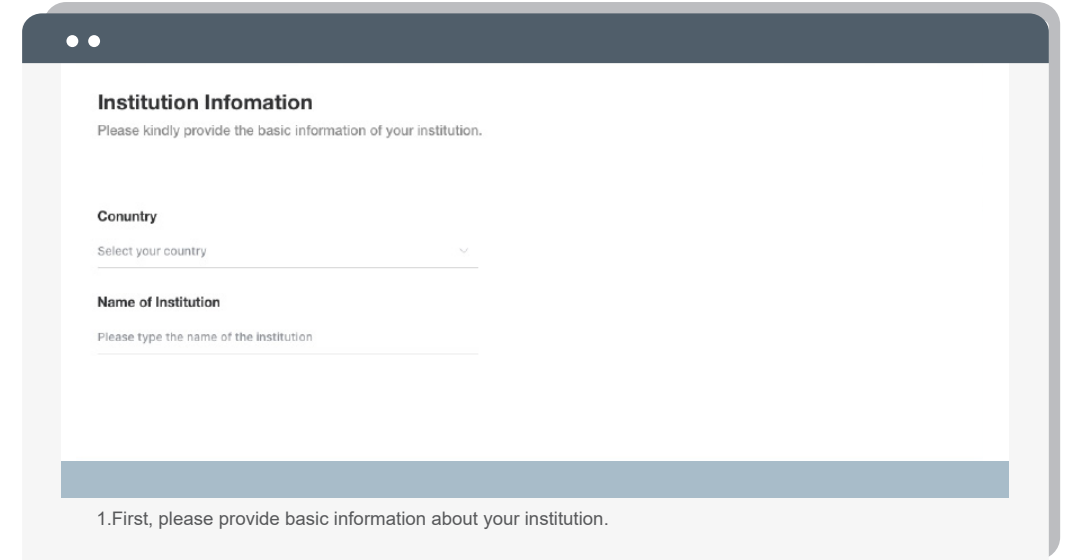 Institution Infomation
Please kindly provide the basic information of your institution.
Conuntry
Select your country
Name of Institution
Please type the name of the institution
1.First, please provide basic information about your institution.